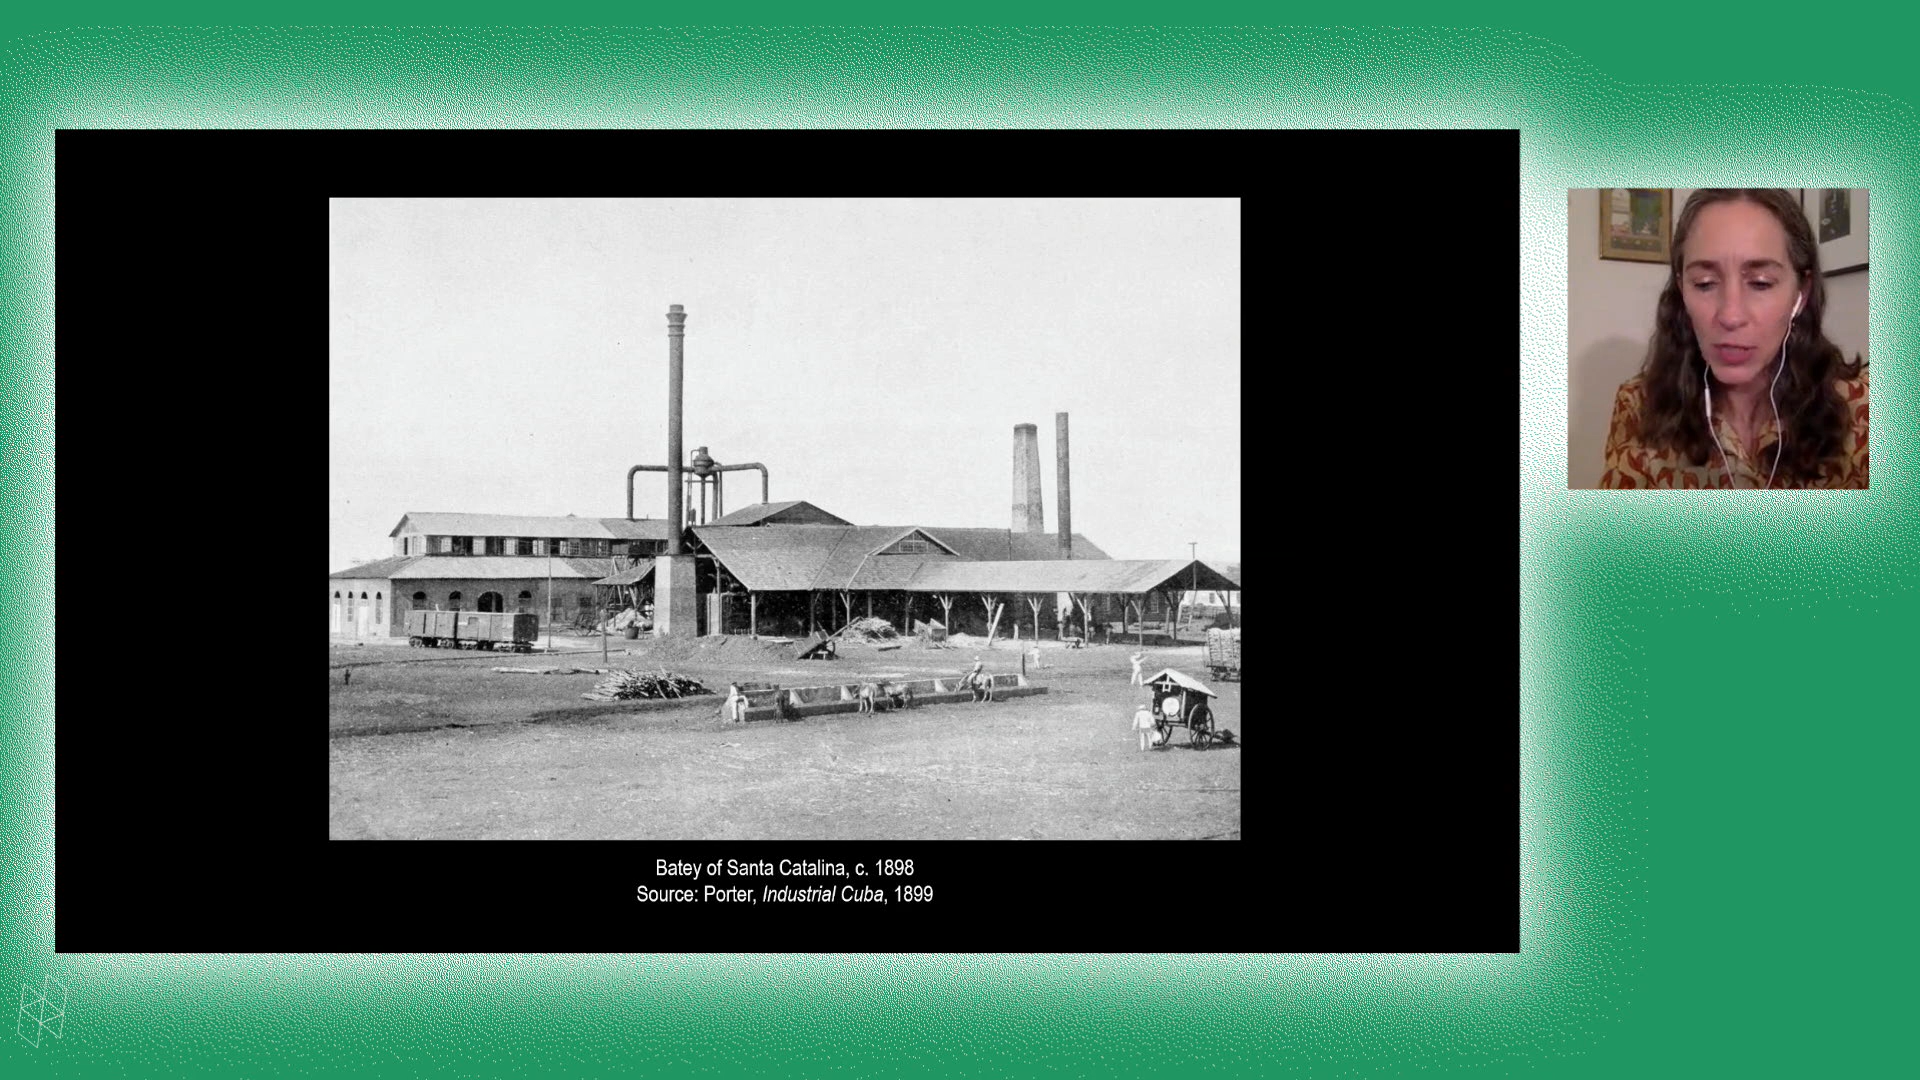 Batey of Santa Catalina, c. 1898
Source: Porter, Industrial Cuba, 1899